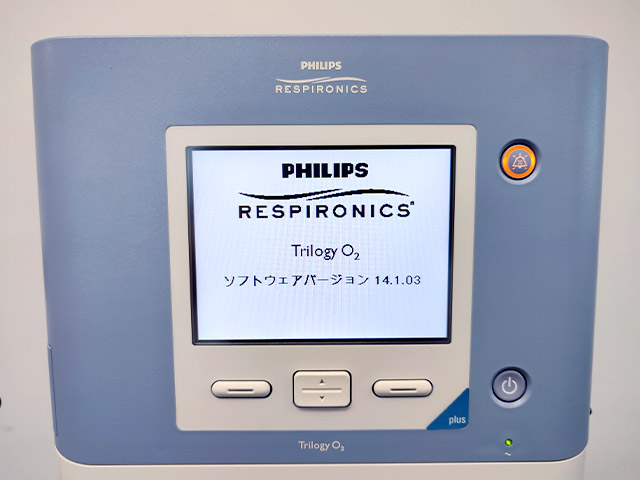 PHILIPS
RESPIRONICS
PHILIPS
RESPIRONICS®
Trilogy O₂
ソフトウェアバージョン 14.1.03
plus
Trilogy O₂